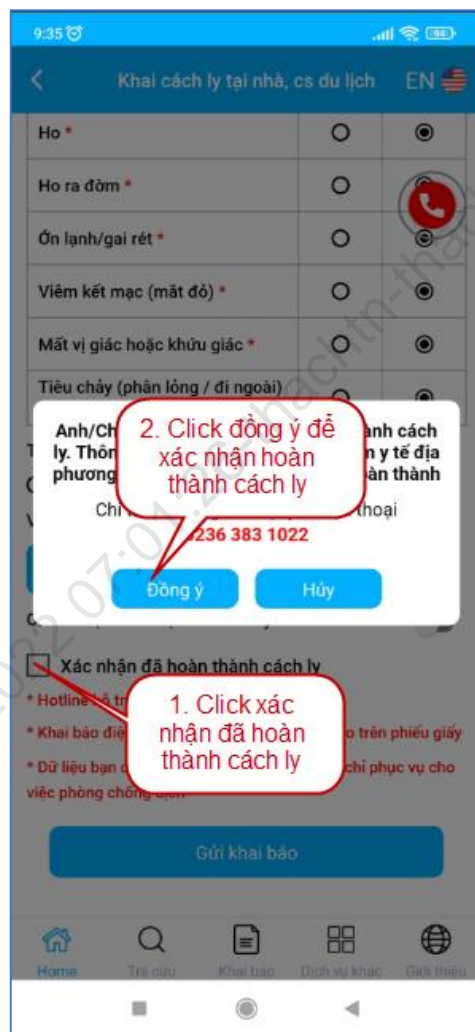 9:35
Khai cách ly tại nhà, cs du lịch EN
Ho *
Ho ra đờm *
Ớn lạnh/gai rét *
Viêm kết mạc (mắt đỏ) *
Mất vị giác hoặc khứu giác *
Tiêu chảy (phân lỏng / đi ngoài)
Anh/Ch
cách
ly. Thôn
y tế địa
phương
thành
2. Click đồng ý để
xác nhận hoàn
thành cách ly
thoại
0236 383 1022
Đồng ý Hủy
Xác nhận đã hoàn thành cách ly
* Hotline
* Khai báo
trên phiếu giấy
* Dữ liệu bạn
chỉ phục vụ cho
việc phòng chống dịch
1. Click xác
nhận đã hoàn
thành cách ly
Gửi khai báo
Home Tra cứu Khai báo Dịch vụ khác Giới thiệu
07:01:26-thachtn-thach